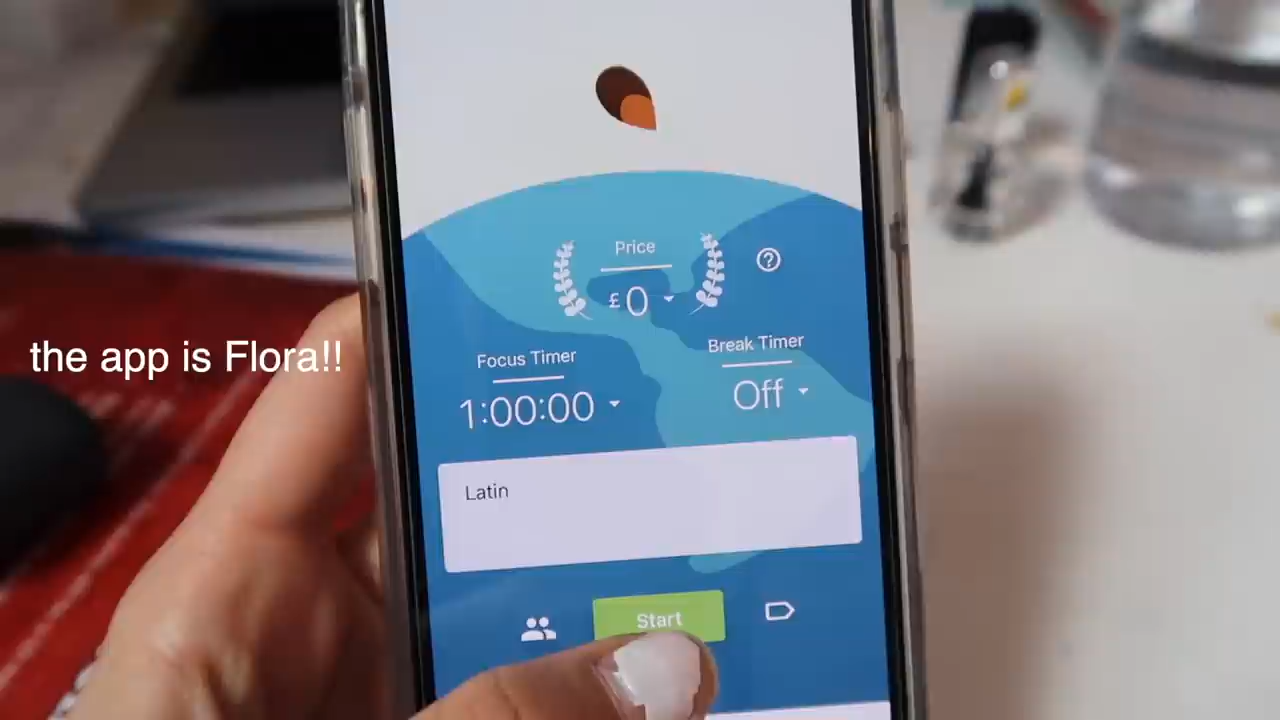 Price
£0
the app is Flora!!
Focus Timer
Break Timer
1:00:00
Off
Latin
Start